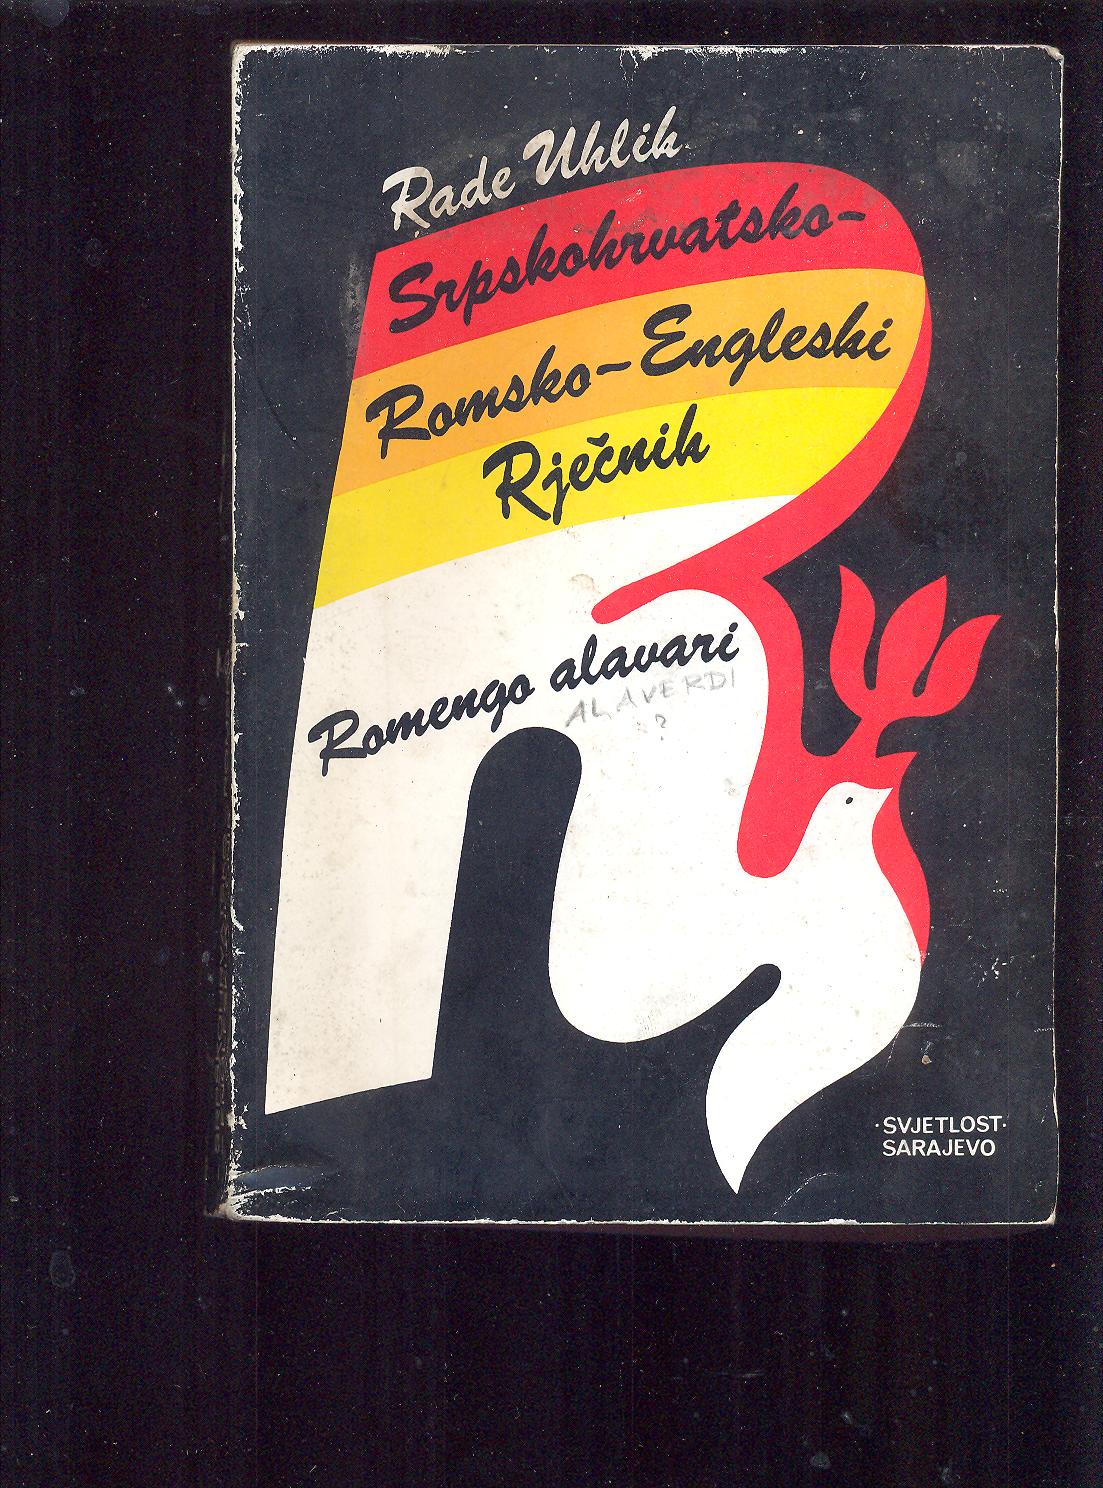 Rade Uhlik
Srpskohrvatsko-
Romsko-Engleski
Rječnik
Romengo alavari
ALAVERDI
?
·SVJETLOST·
SARAJEVO